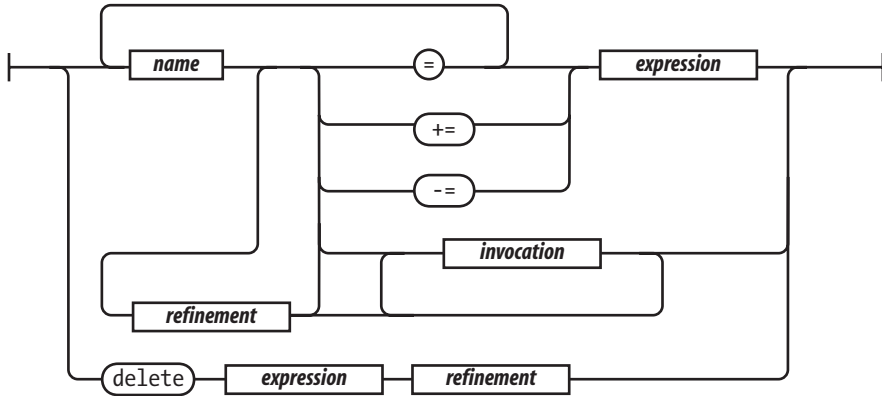 name = expression
+=
-=
invocation
refinement
delete expression refinement